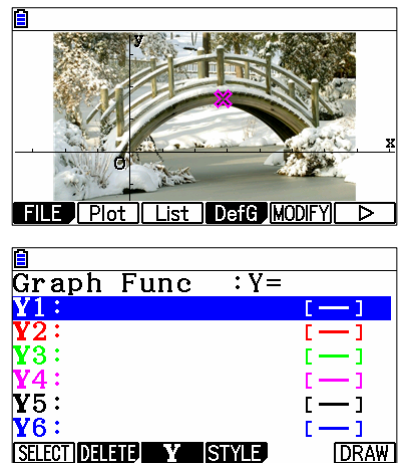 y
x
O
FILE Plot List DefG MODIFY ▷
Graph Func :Y=
Y1: [—]
Y2: [—]
Y3: [—]
Y4: [—]
Y5: [—]
Y6: [—]
SELECT DELETE Y STYLE DRAW